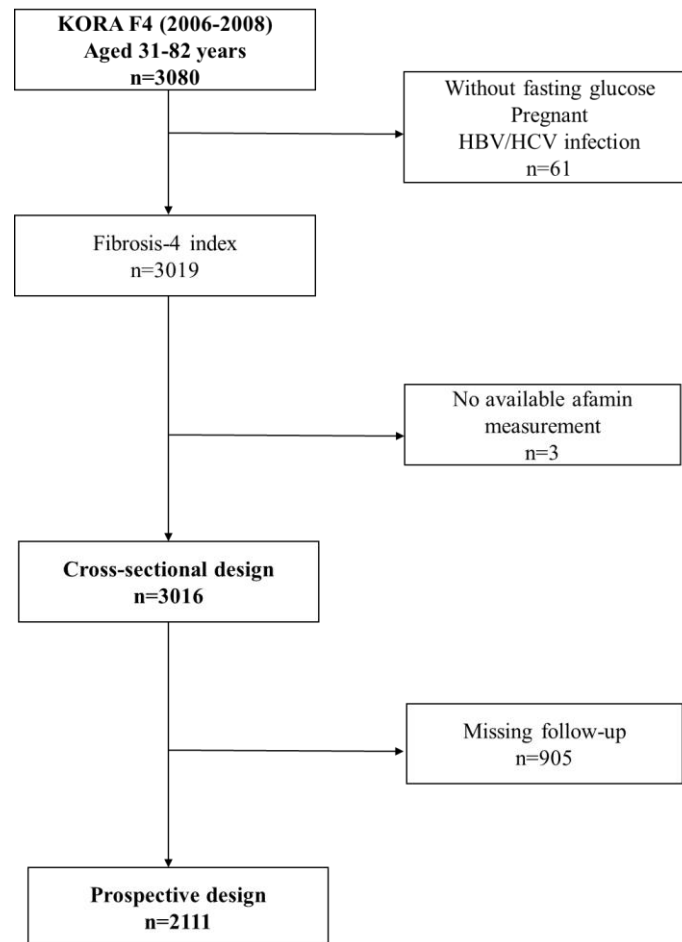 KORA F4 (2006-2008)
Aged 31-82 years
n=3080
Without fasting glucose
Pregnant
HBV/HCV infection
n=61
Fibrosis-4 index
n=3019
No available afamin
measurement
n=3
Cross-sectional design
n=3016
Missing follow-up
n=905
Prospective design
n=2111